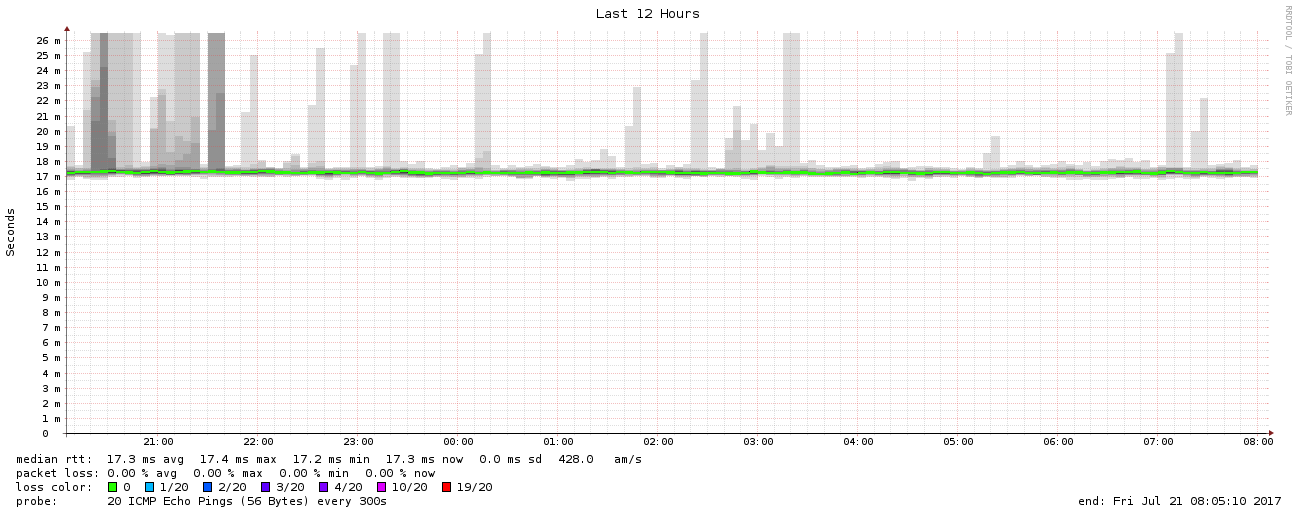 Last 12 Hours
RRDTOOL / TOBI OETIKER
Seconds
26 m
25 m
24 m
23 m
22 m
21 m
20 m
19 m
18 m
17 m
16 m
15 m
14 m
13 m
12 m
11 m
10 m
9 m
8 m
7 m
6 m
5 m
4 m
3 m
2 m
1 m
0
21:00 22:00 23:00 00:00 01:00 02:00 03:00 04:00 05:00 06:00 07:00 08:00
median rtt: 17.3 ms avg 17.4 ms max 17.2 ms min 17.3 ms now 0.0 ms sd 428.0 am/s
packet loss: 0.00 % avg 0.00 % max 0.00 % min 0.00 % now
loss color: 0 1/20 2/20 3/20 4/20 10/20 19/20
probe: 20 ICMP Echo Pings (56 Bytes) every 300s end: Fri Jul 21 08:05:10 2017